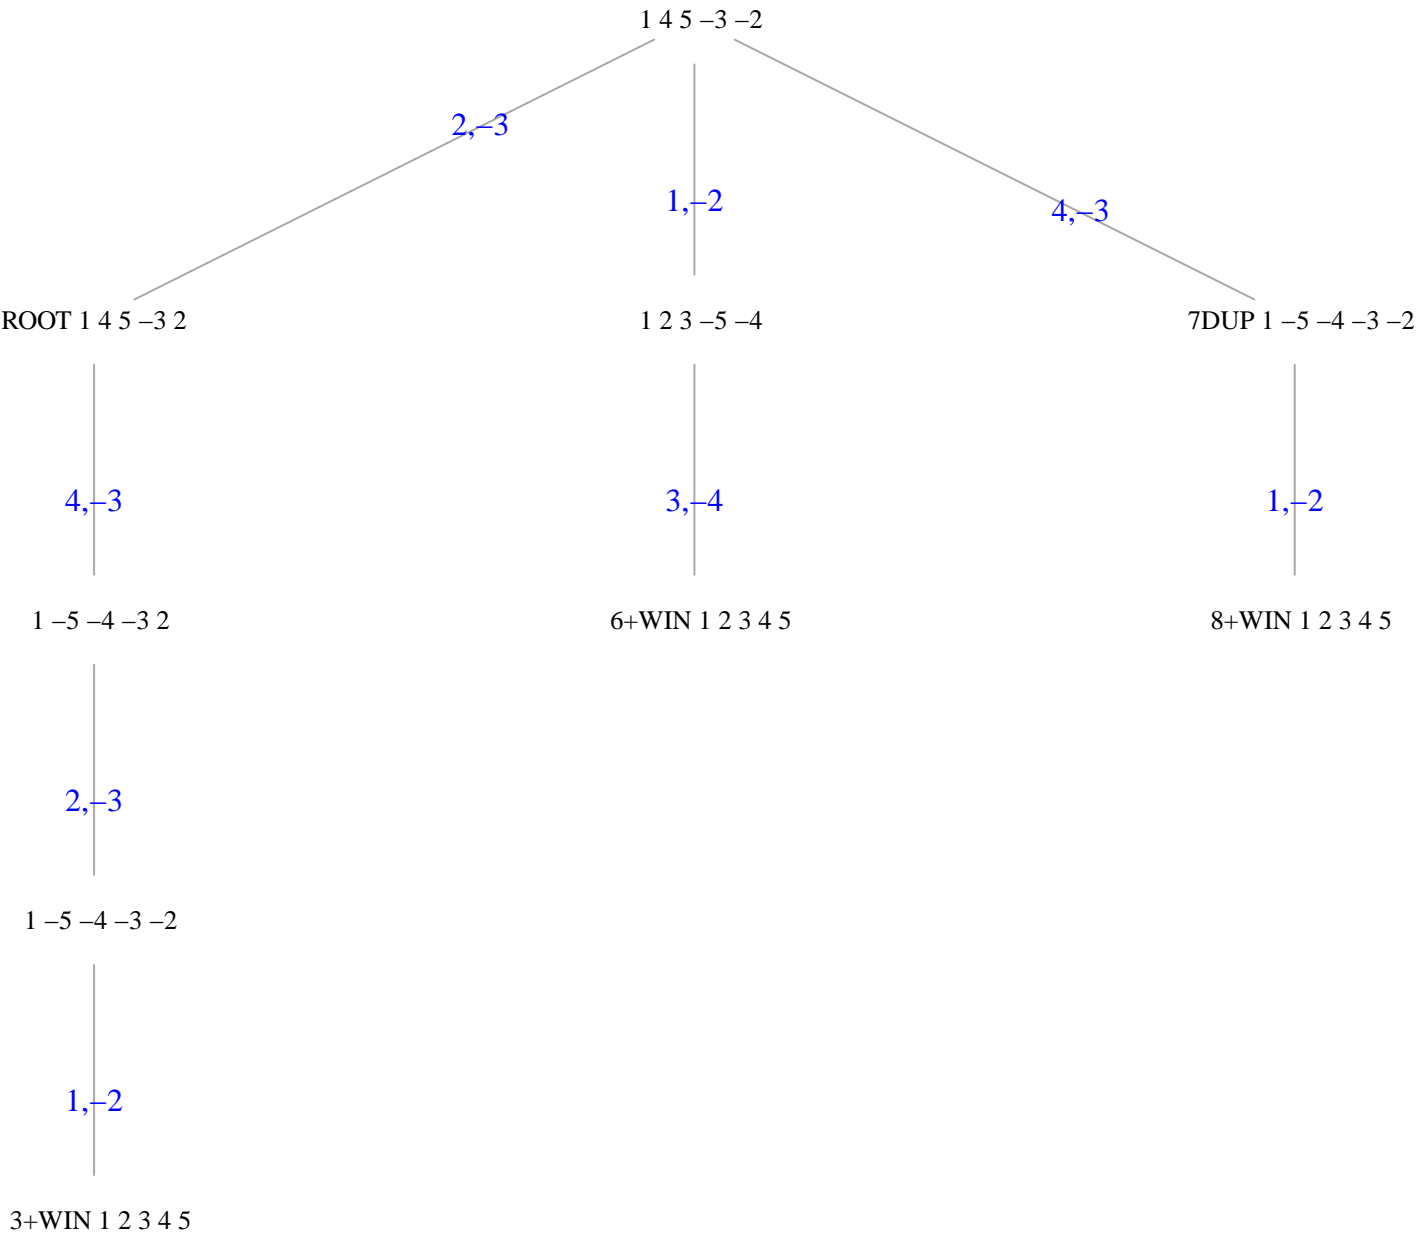 1 4 5 –3 –2
2,–3
1,–2
4,–3
ROOT 1 4 5 –3 2
1 2 3 –5 –4
7DUP 1 –5 –4 –3 –2
4,–3
3,–4
1,–2
1 –5 –4 –3 2
6+WIN 1 2 3 4 5
8+WIN 1 2 3 4 5
2,–3
1 –5 –4 –3 –2
1,–2
3+WIN 1 2 3 4 5